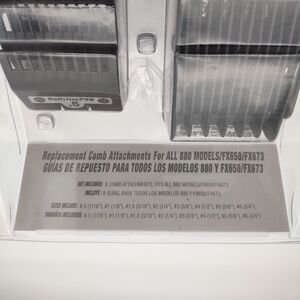 BaBylissPRO
.5
Replacement Comb Attachments For ALL 880 MODELS/FX650/FX673
GUÍAS DE REPUESTO PARA TODOS LOS MODELOS 880 Y FX650/FX673
SET INCLUDES: 8 COMB ATTACHMENTS, FITS ALL 880 MODELS/FX650/FX673
INCLUYE: 8 GUÍAS, PARA TODOS LOS MODELOS 880 Y FX650/FX673
SIZES INCLUDE: #.5 (1/16") #1 (1/8"), #1.5 (3/16"), #2 (1/4"), #3 (3/8"), #4 (1/2"), #5 (5/8"), #6 (3/4")
TAMAÑOS INCLUIDOS: #.5 (1/16") #1 (1/8"), #1.5 (3/16"), #2 (1/4"), #3 (3/8"), #4 (1/2"), #5 (5/8") #6 (3/4")